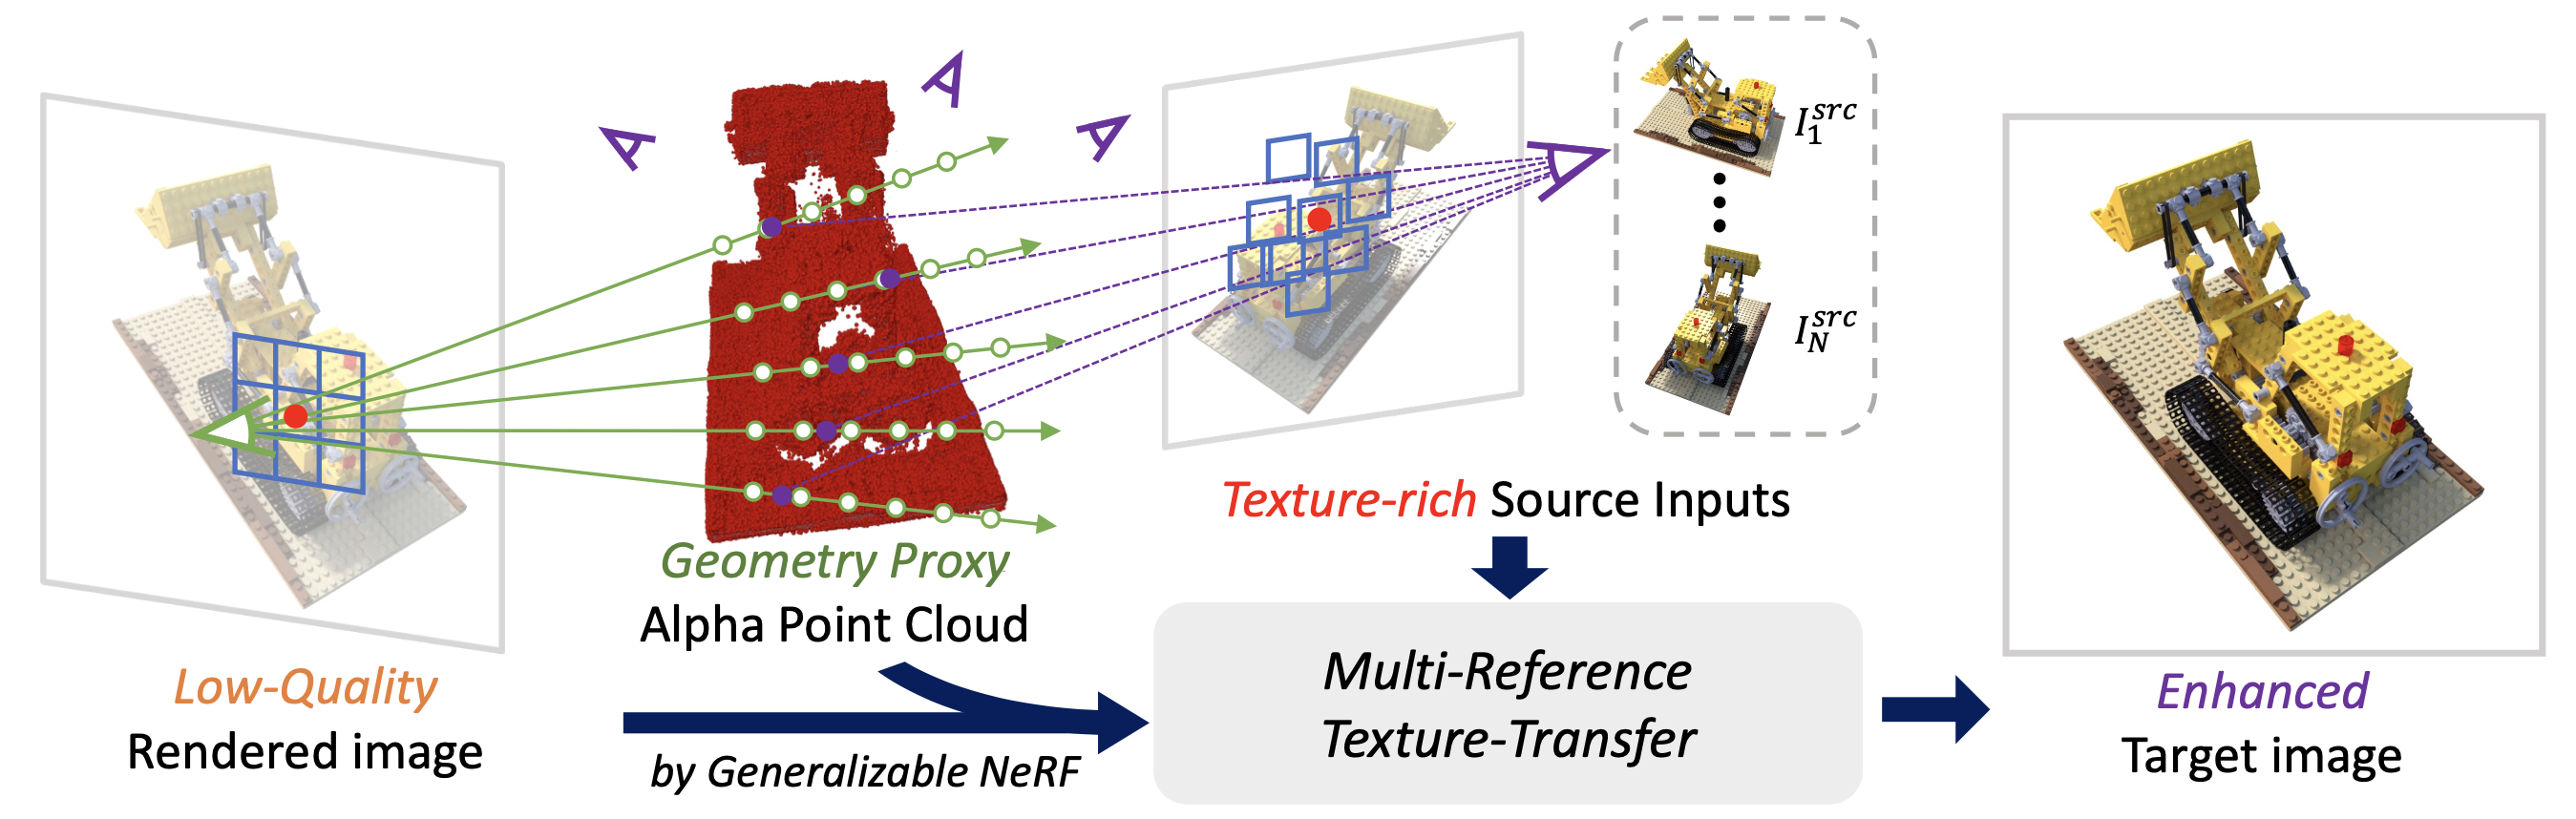 I_1^{src}
I_N^{src}
Texture-rich Source Inputs
Geometry Proxy
Alpha Point Cloud
Low-Quality
Rendered image
by Generalizable NeRF
Multi-Reference
Texture-Transfer
Enhanced
Target image